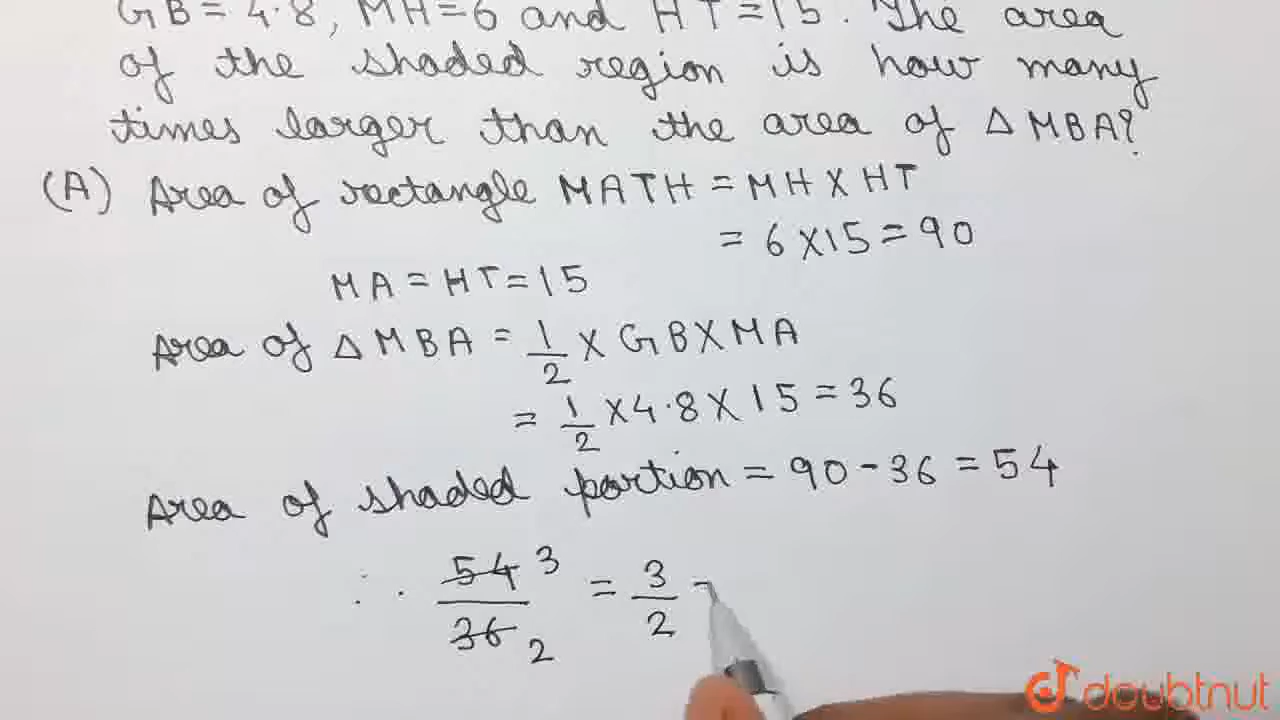 GB = 4.8, MH = 6 and HT = 15. The area
of the shaded region is how many
times larger than the area of Δ MBA?
(A) Area of rectangle MATH = MH X HT
= 6 X 15 = 90
MA = HT = 15
Area of Δ MBA = 1/2 X GB X MA
= 1/2 X 4.8 X 15 = 36
Area of shaded portion = 90 - 36 = 54
∴ 54 3 / 36 2 = 3/2 =
doubtnut